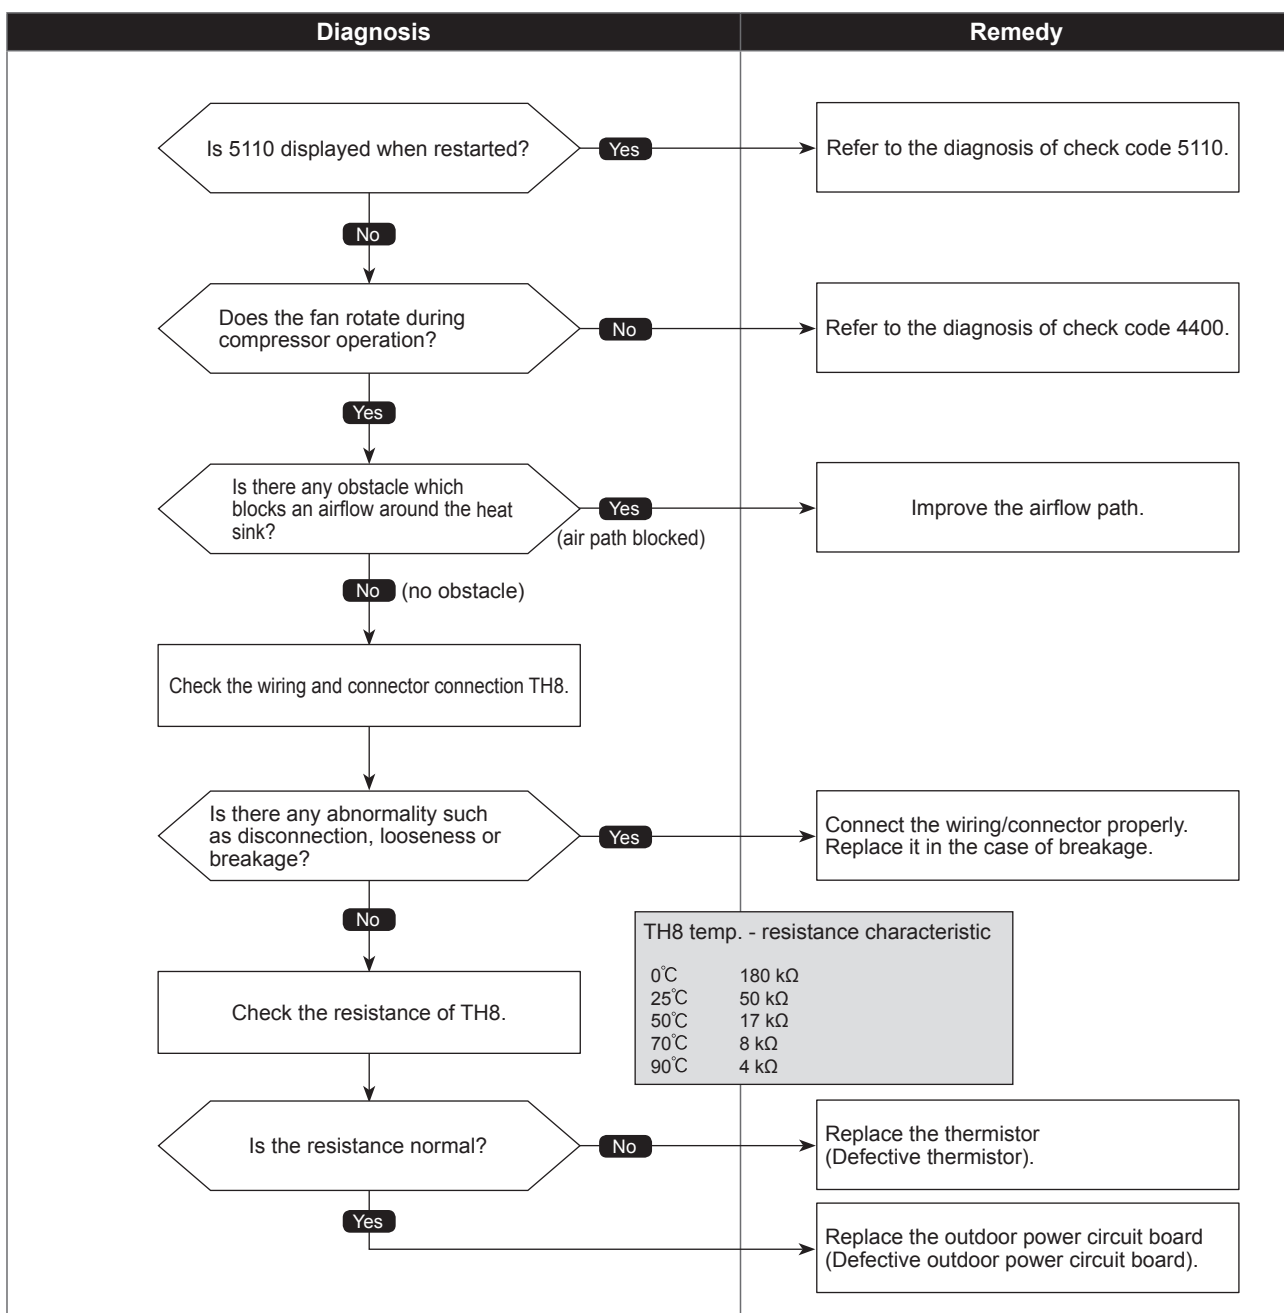 Diagnosis
Remedy
Is 5110 displayed when restarted?
Yes
Refer to the diagnosis of check code 5110.
No
Does the fan rotate during
compressor operation?
No
Refer to the diagnosis of check code 4400.
Yes
Is there any obstacle which
blocks an airflow around the heat
sink?
Yes
(air path blocked)
Improve the airflow path.
No (no obstacle)
Check the wiring and connector connection TH8.
Is there any abnormality such
as disconnection, looseness or
breakage?
Yes
Connect the wiring/connector properly.
Replace it in the case of breakage.
No
TH8 temp. - resistance characteristic
0℃ 180 kΩ
25℃ 50 kΩ
50℃ 17 kΩ
70℃ 8 kΩ
90℃ 4 kΩ
Check the resistance of TH8.
Is the resistance normal?
No
Replace the thermistor
(Defective thermistor).
Yes
Replace the outdoor power circuit board
(Defective outdoor power circuit board).